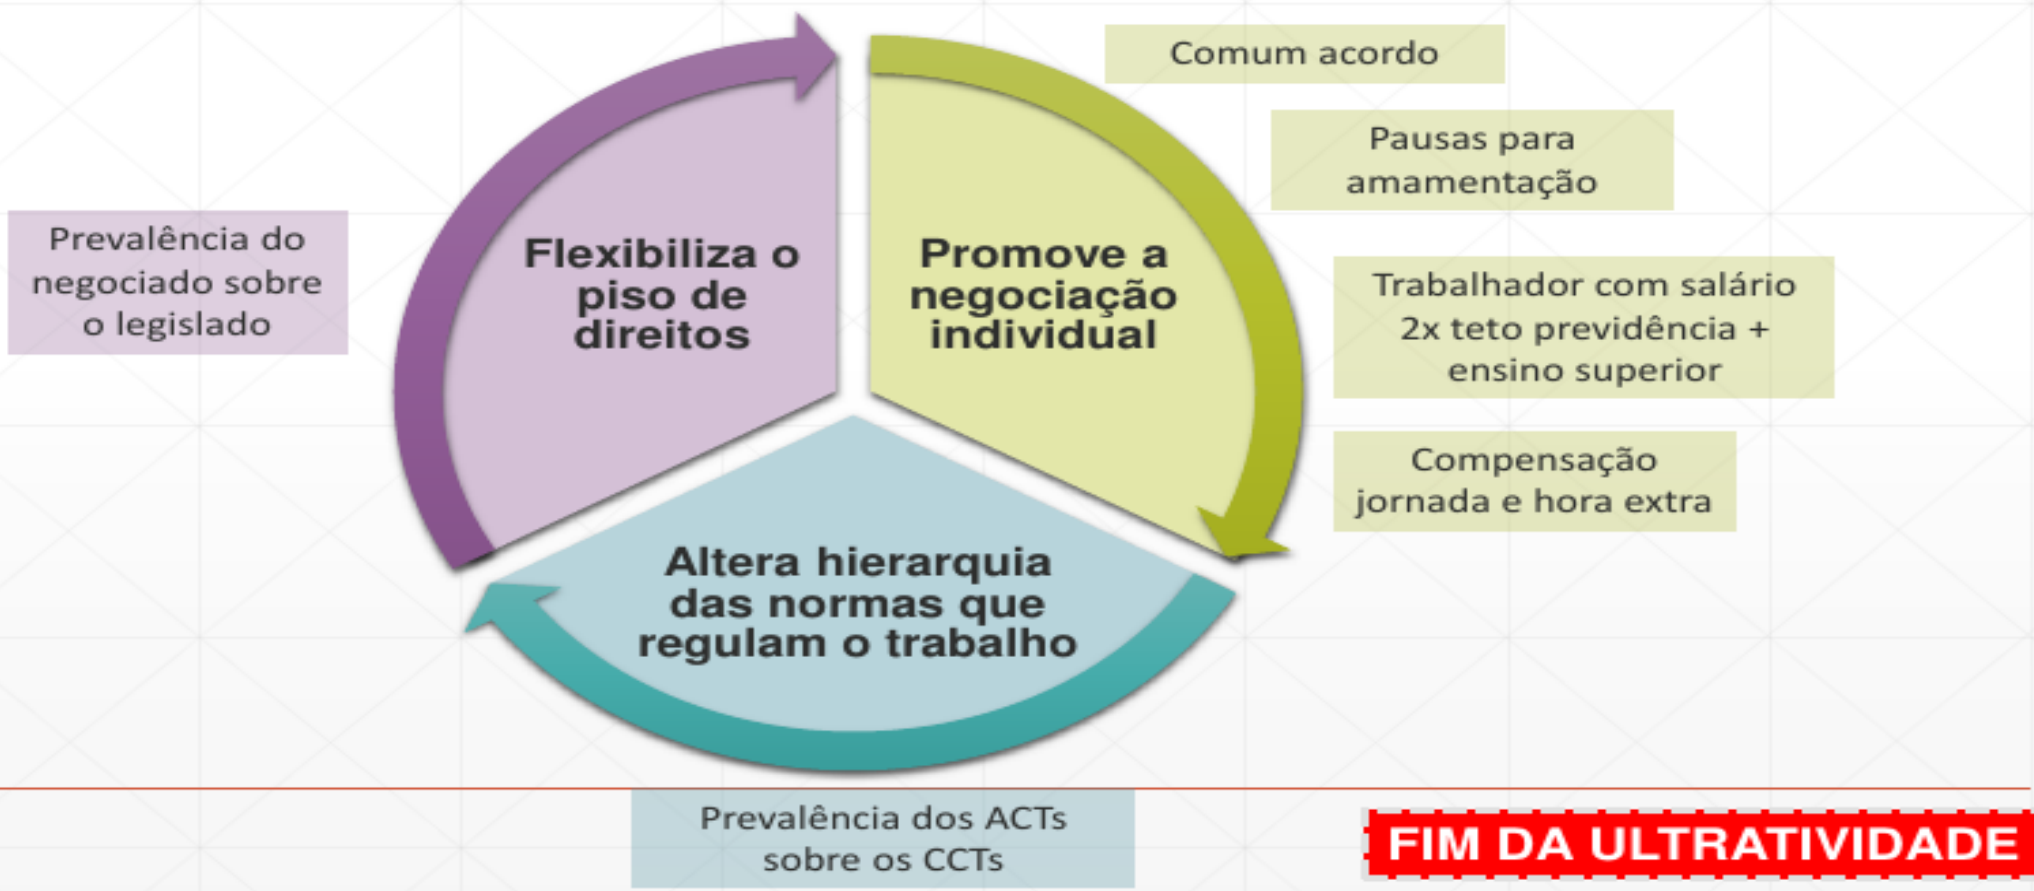 Comum acordo
Pausas para
amamentação
Prevalência do
negociado sobre
o legislado
Flexibiliza o
piso de
direitos
Promove a
negociação
individual
Trabalhador com salário
2x teto previdência +
ensino superior
Compensação
jornada e hora extra
Altera hierarquia
das normas que
regulam o trabalho
Prevalência dos ACTs
sobre os CCTs
FIM DA ULTRATIVIDADE